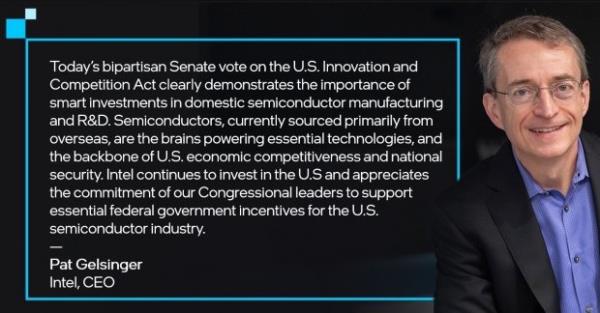 Today's bipartisan Senate vote on the U.S. Innovation and
Competition Act clearly demonstrates the importance of
smart investments in domestic semiconductor manufacturing
and R&D. Semiconductors, currently sourced primarily from
overseas, are the brains powering essential technologies, and
the backbone of U.S. economic competitiveness and national
security. Intel continues to invest in the U.S and appreciates
the commitment of our Congressional leaders to support
essential federal government incentives for the U.S.
semiconductor industry.
—
Pat Gelsinger
Intel, CEO